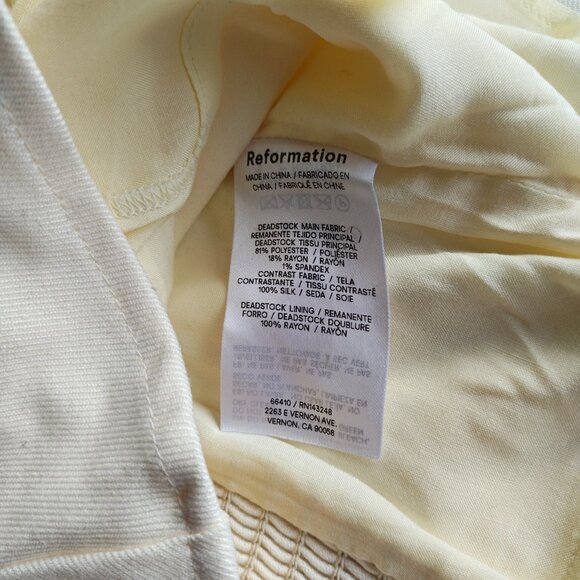 Reformation
MADE IN CHINA / FABRICADO EN
CHINA / FABRIQUÉ EN CHINE
DEADSTOCK MAIN FABRIC /
REMANENTE TEJIDO PRINCIPAL /
DEADSTOCK TISSU PRINCIPAL
81% POLYESTER / POLIÉSTER
18% RAYON / RAYÓN
1% SPANDEX
CONTRAST FABRIC / TELA
CONTRASTANTE / TISSU CONTRASTÉ
100% SILK / SEDA / SOIE
DEADSTOCK LINING / REMANENTE
FORRO / DEADSTOCK DOUBLURE
100% RAYON / RAYÓN
66410 / RN143248
2263 E VERNON AVE.
VERNON, CA 90058